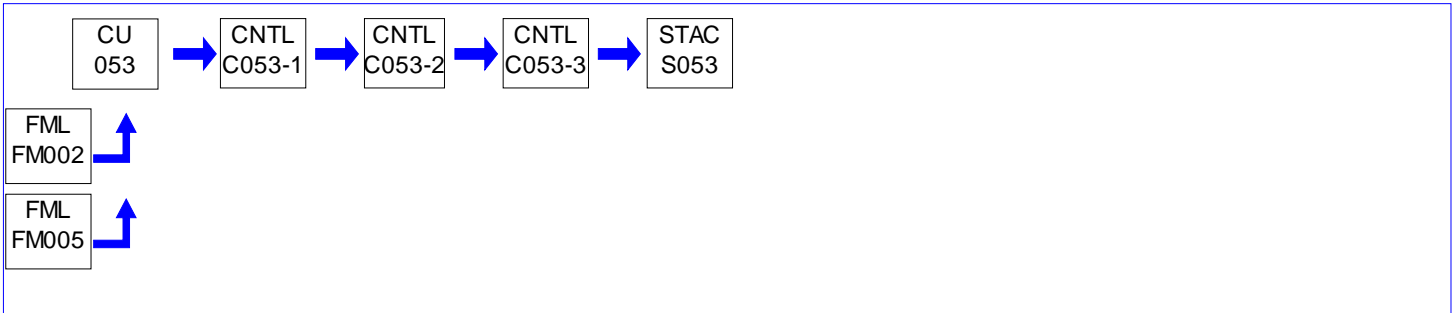 CU
053
CNTL
C053-1
CNTL
C053-2
CNTL
C053-3
STAC
S053
FML
FM002
FML
FM005